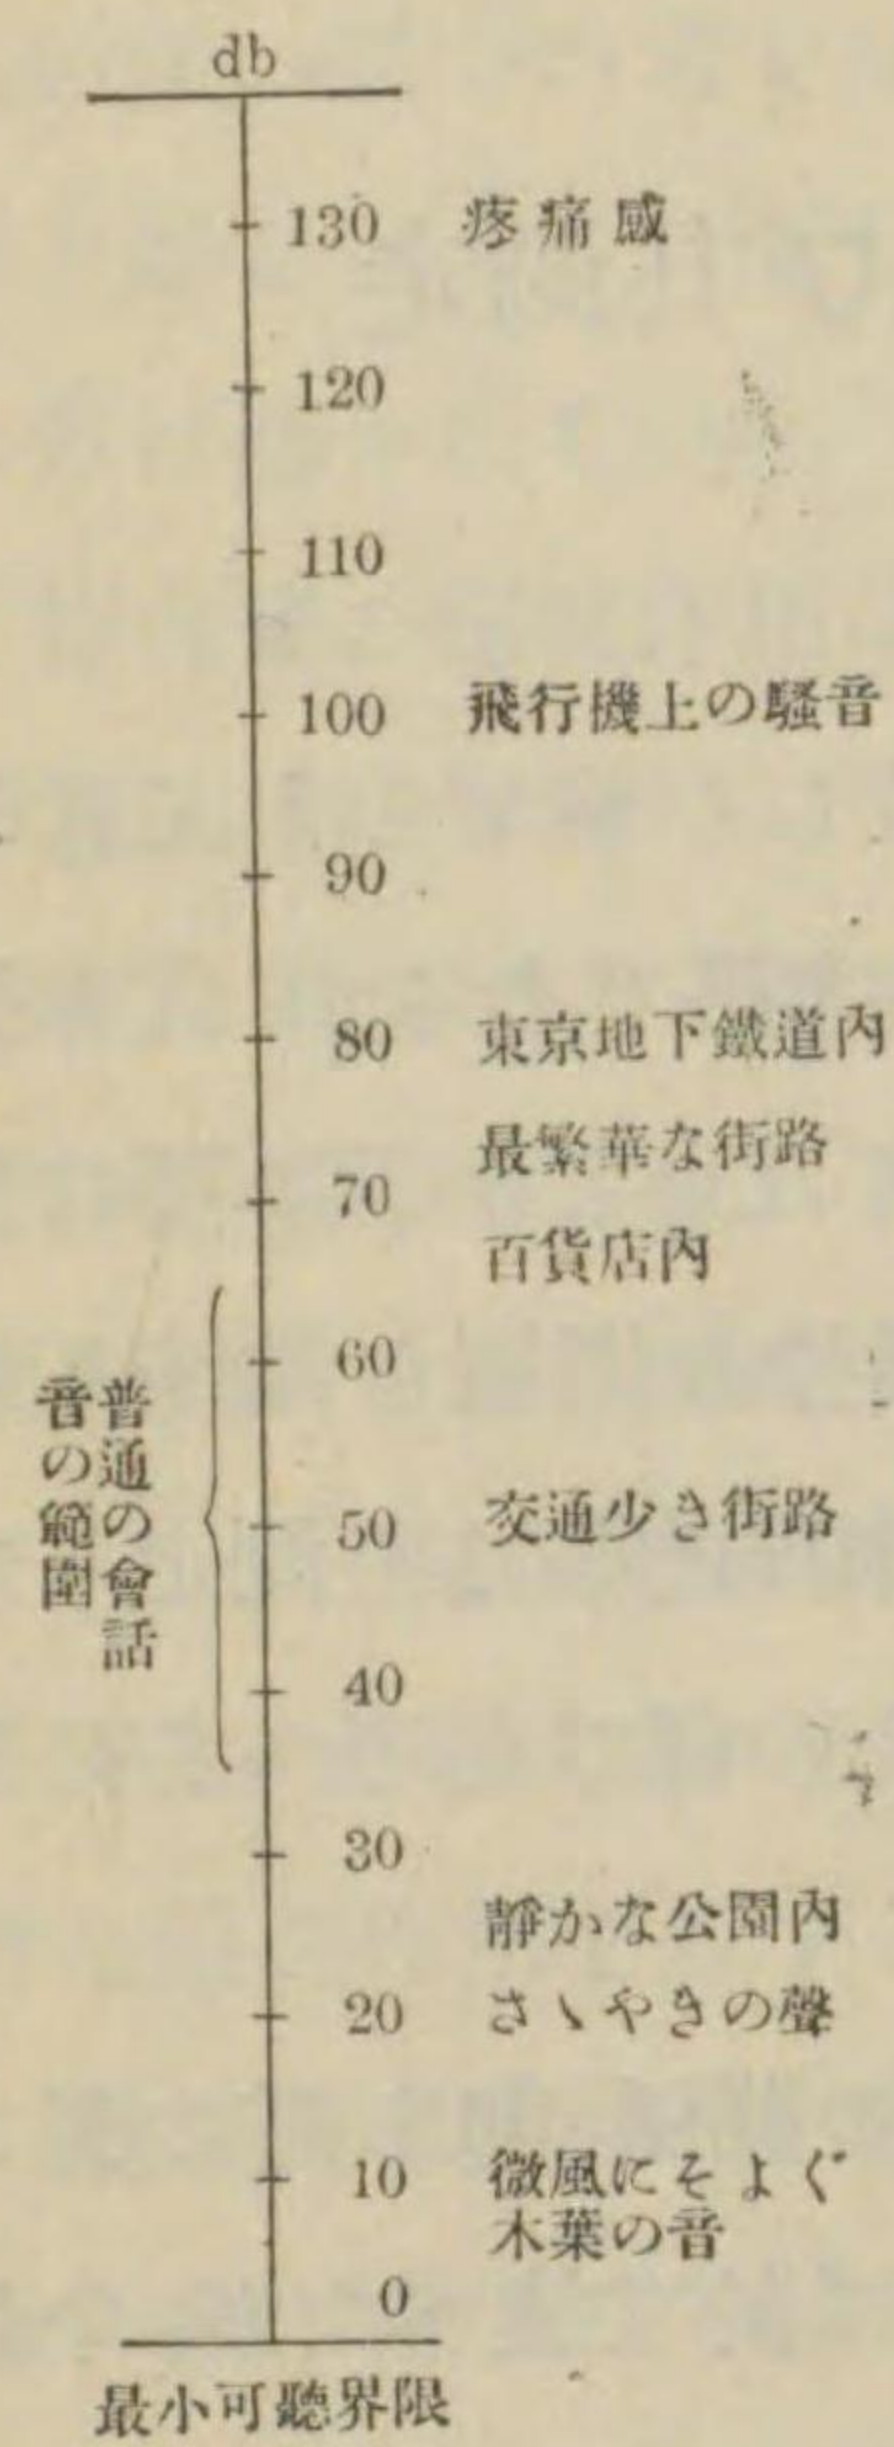 db
130 疼痛感
120
110
100 飛行機上の騷音
90
80 東京地下鐵道內
最繁華な街路
70
百貨店內
60
普通の會話
音の範圍
50 交通少き街路
40
30
靜かな公園內
20 さヽやきの聲
10 微風にそよぐ
木葉の音
0
最小可聽界限